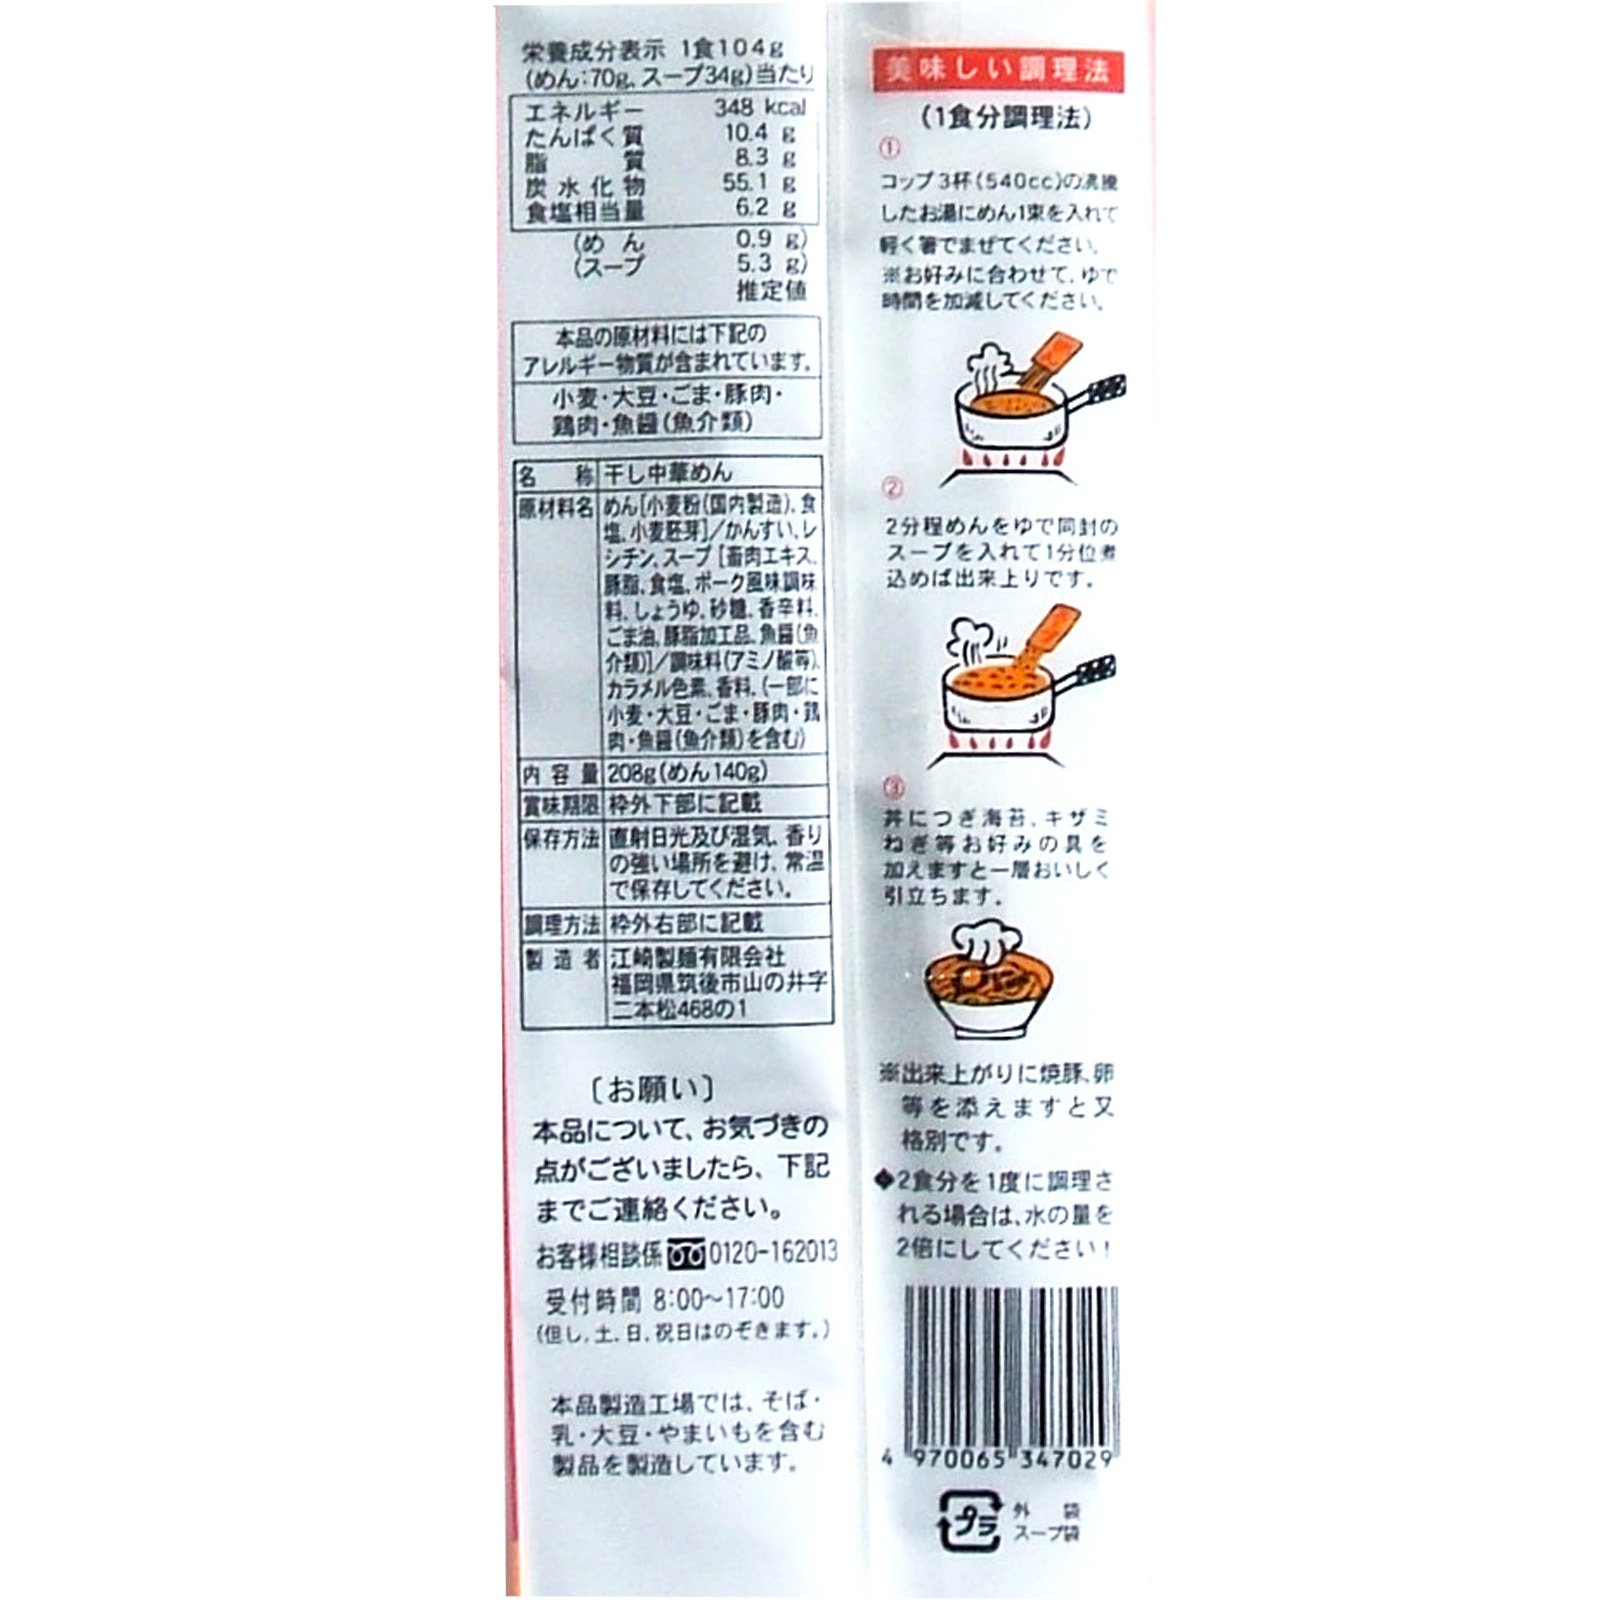 栄養成分表示 1食104g
(めん:70g、スープ34g)当たり
エネルギー 348 kcal
たんぱく質 10.4 g
脂質 8.3 g
炭水化物 55.1 g
食塩相当量 6.2 g
(めん 0.9 g)
(スープ 5.3 g)
推定値
本品の原材料には下記の
アレルギー物質が含まれています。
小麦・大豆・ごま・豚肉・
鶏肉・魚醤(魚介類)
名称 干し中華めん
原材料名 めん[小麦粉(国内製造)、食
塩、小麦胚芽]/かんすい、レ
シチン、スープ[畜肉エキス、
豚脂、食塩、ポーク風味調味
料、しょうゆ、砂糖、香辛料、
ごま油、豚脂加工品、魚醤(魚
介類)]/調味料(アミノ酸等)、
カラメル色素、香料、(一部に
小麦・大豆・ごま・豚肉・鶏
肉・魚醤(魚介類)を含む)
内容量 208g(めん140g)
賞味期限 枠外下部に記載
保存方法 直射日光及び湿気、香り
の強い場所を避け、常温
で保存してください。
調理方法 枠外右部に記載
製造者 江崎製麺有限会社
福岡県筑後市山の井字
二本松468の1
〔お願い〕
本品について、お気づきの
点がございましたら、下記
までご連絡ください。
お客様相談係 0120-162013
受付時間 8:00~17:00
(但し、土、日、祝日はのぞきます。)
本品製造工場では、そば・
乳・大豆・やまいもを含む
製品を製造しています。
美味しい調理法
(1食分調理法)
①
コップ3杯(540cc)の沸騰
したお湯にめん1束を入れて
軽く箸でまぜてください。
※お好みに合わせて、ゆで
時間を加減してください。
②
2分程めんをゆで同封の
スープを入れて1分位煮
込めば出来上りです。
③
丼につぎ海苔、キザミ
ねぎ等お好みの具を
加えますと一層おいしく
引立ちます。
※出来上がりに焼豚、卵
等を添えますと又
格別です。
◆2食分を1度に調理さ
れる場合は、水の量を
2倍にしてください!
4 970065 347029
プラ 外袋
スープ袋